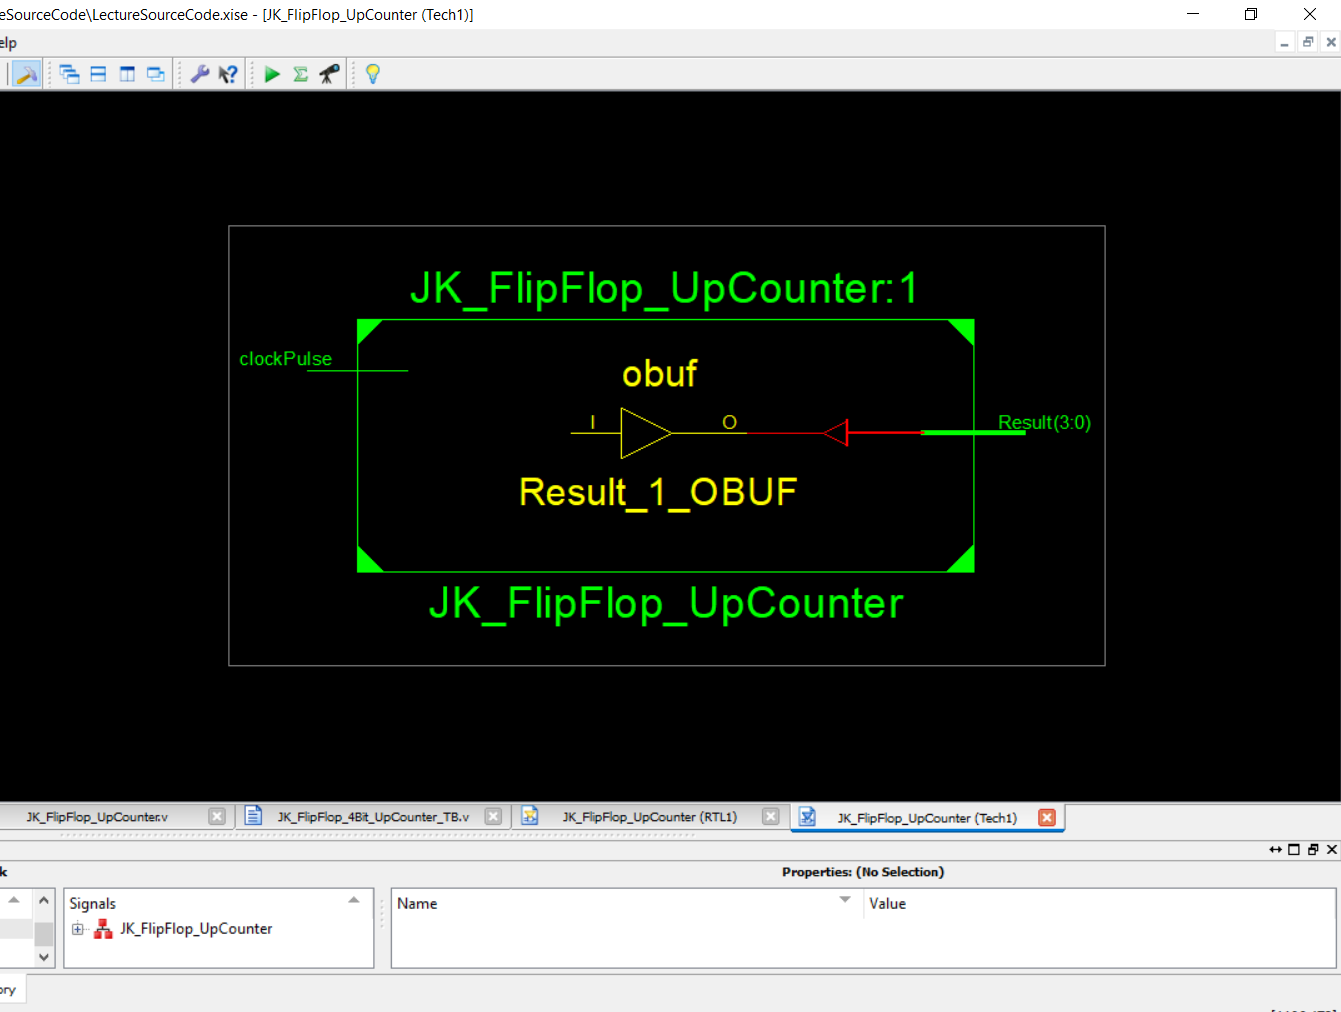 eSourceCode\LectureSourceCode.xise - [JK_FlipFlop_UpCounter (Tech1)]
elp
JK_FlipFlop_UpCounter:1
clockPulse
obuf
I
O
Result(3:0)
Result_1_OBUF
JK_FlipFlop_UpCounter
JK_FlipFlop_UpCounter.v
JK_FlipFlop_4Bit_UpCounter_TB.v
JK_FlipFlop_UpCounter (RTL1)
JK_FlipFlop_UpCounter (Tech1)
k
Properties: (No Selection)
Signals
Name
Value
JK_FlipFlop_UpCounter
ory